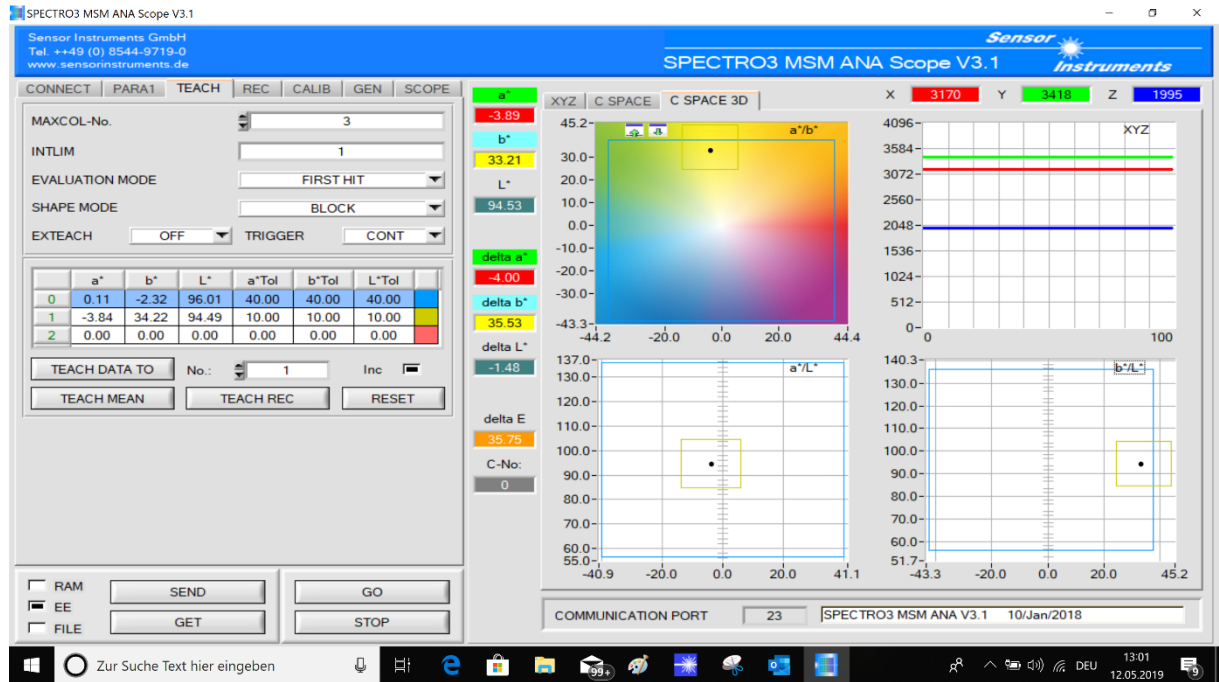 SPECTRO3 MSM ANA Scope V3.1
Sensor Instruments GmbH
Tel. ++49 (0) 8544-9719-0
www.sensorinstruments.de
SPECTRO3 MSM ANA Scope V3.1
Sensor
Instruments
CONNECT PARA1 TEACH REC CALIB GEN SCOPE
MAXCOL-No. 3
INTLIM 1
EVALUATION MODE FIRST HIT
SHAPE MODE BLOCK
EXTEACH OFF TRIGGER CONT
a* b* L* a*Tol b*Tol L*Tol
0 0.11 -2.32 96.01 40.00 40.00 40.00
1 -3.84 34.22 94.49 10.00 10.00 10.00
2 0.00 0.00 0.00 0.00 0.00 0.00
TEACH DATA TO No.: 1 Inc
TEACH MEAN TEACH REC RESET
RAM
EE
FILE
SEND GO
GET STOP
a*
-3.89
b*
33.21
L*
94.53
delta a*
-4.00
delta b*
35.53
delta L*
-1.48
delta E
35.75
C-No:
0
XYZ C SPACE C SPACE 3D
X 3170 Y 3418 Z 1995
a*/b*
45.2
30.0
20.0
10.0
0.0
-10.0
-20.0
-30.0
-43.3
-44.2 -20.0 0.0 20.0 44.4
XYZ
4096
3584
3072
2560
2048
1536
1024
512
0
0 100
a*/L*
137.0
130.0
120.0
110.0
100.0
90.0
80.0
70.0
60.0
55.0
-40.9 -20.0 0.0 20.0 41.1
b*/L*
140.3
130.0
120.0
110.0
100.0
90.0
80.0
70.0
60.0
51.7
-43.3 -20.0 0.0 20.0 45.2
COMMUNICATION PORT 23 SPECTRO3 MSM ANA V3.1 10/Jan/2018
Zur Suche Text hier eingeben
99+
DEU
13:01
12.05.2019
9